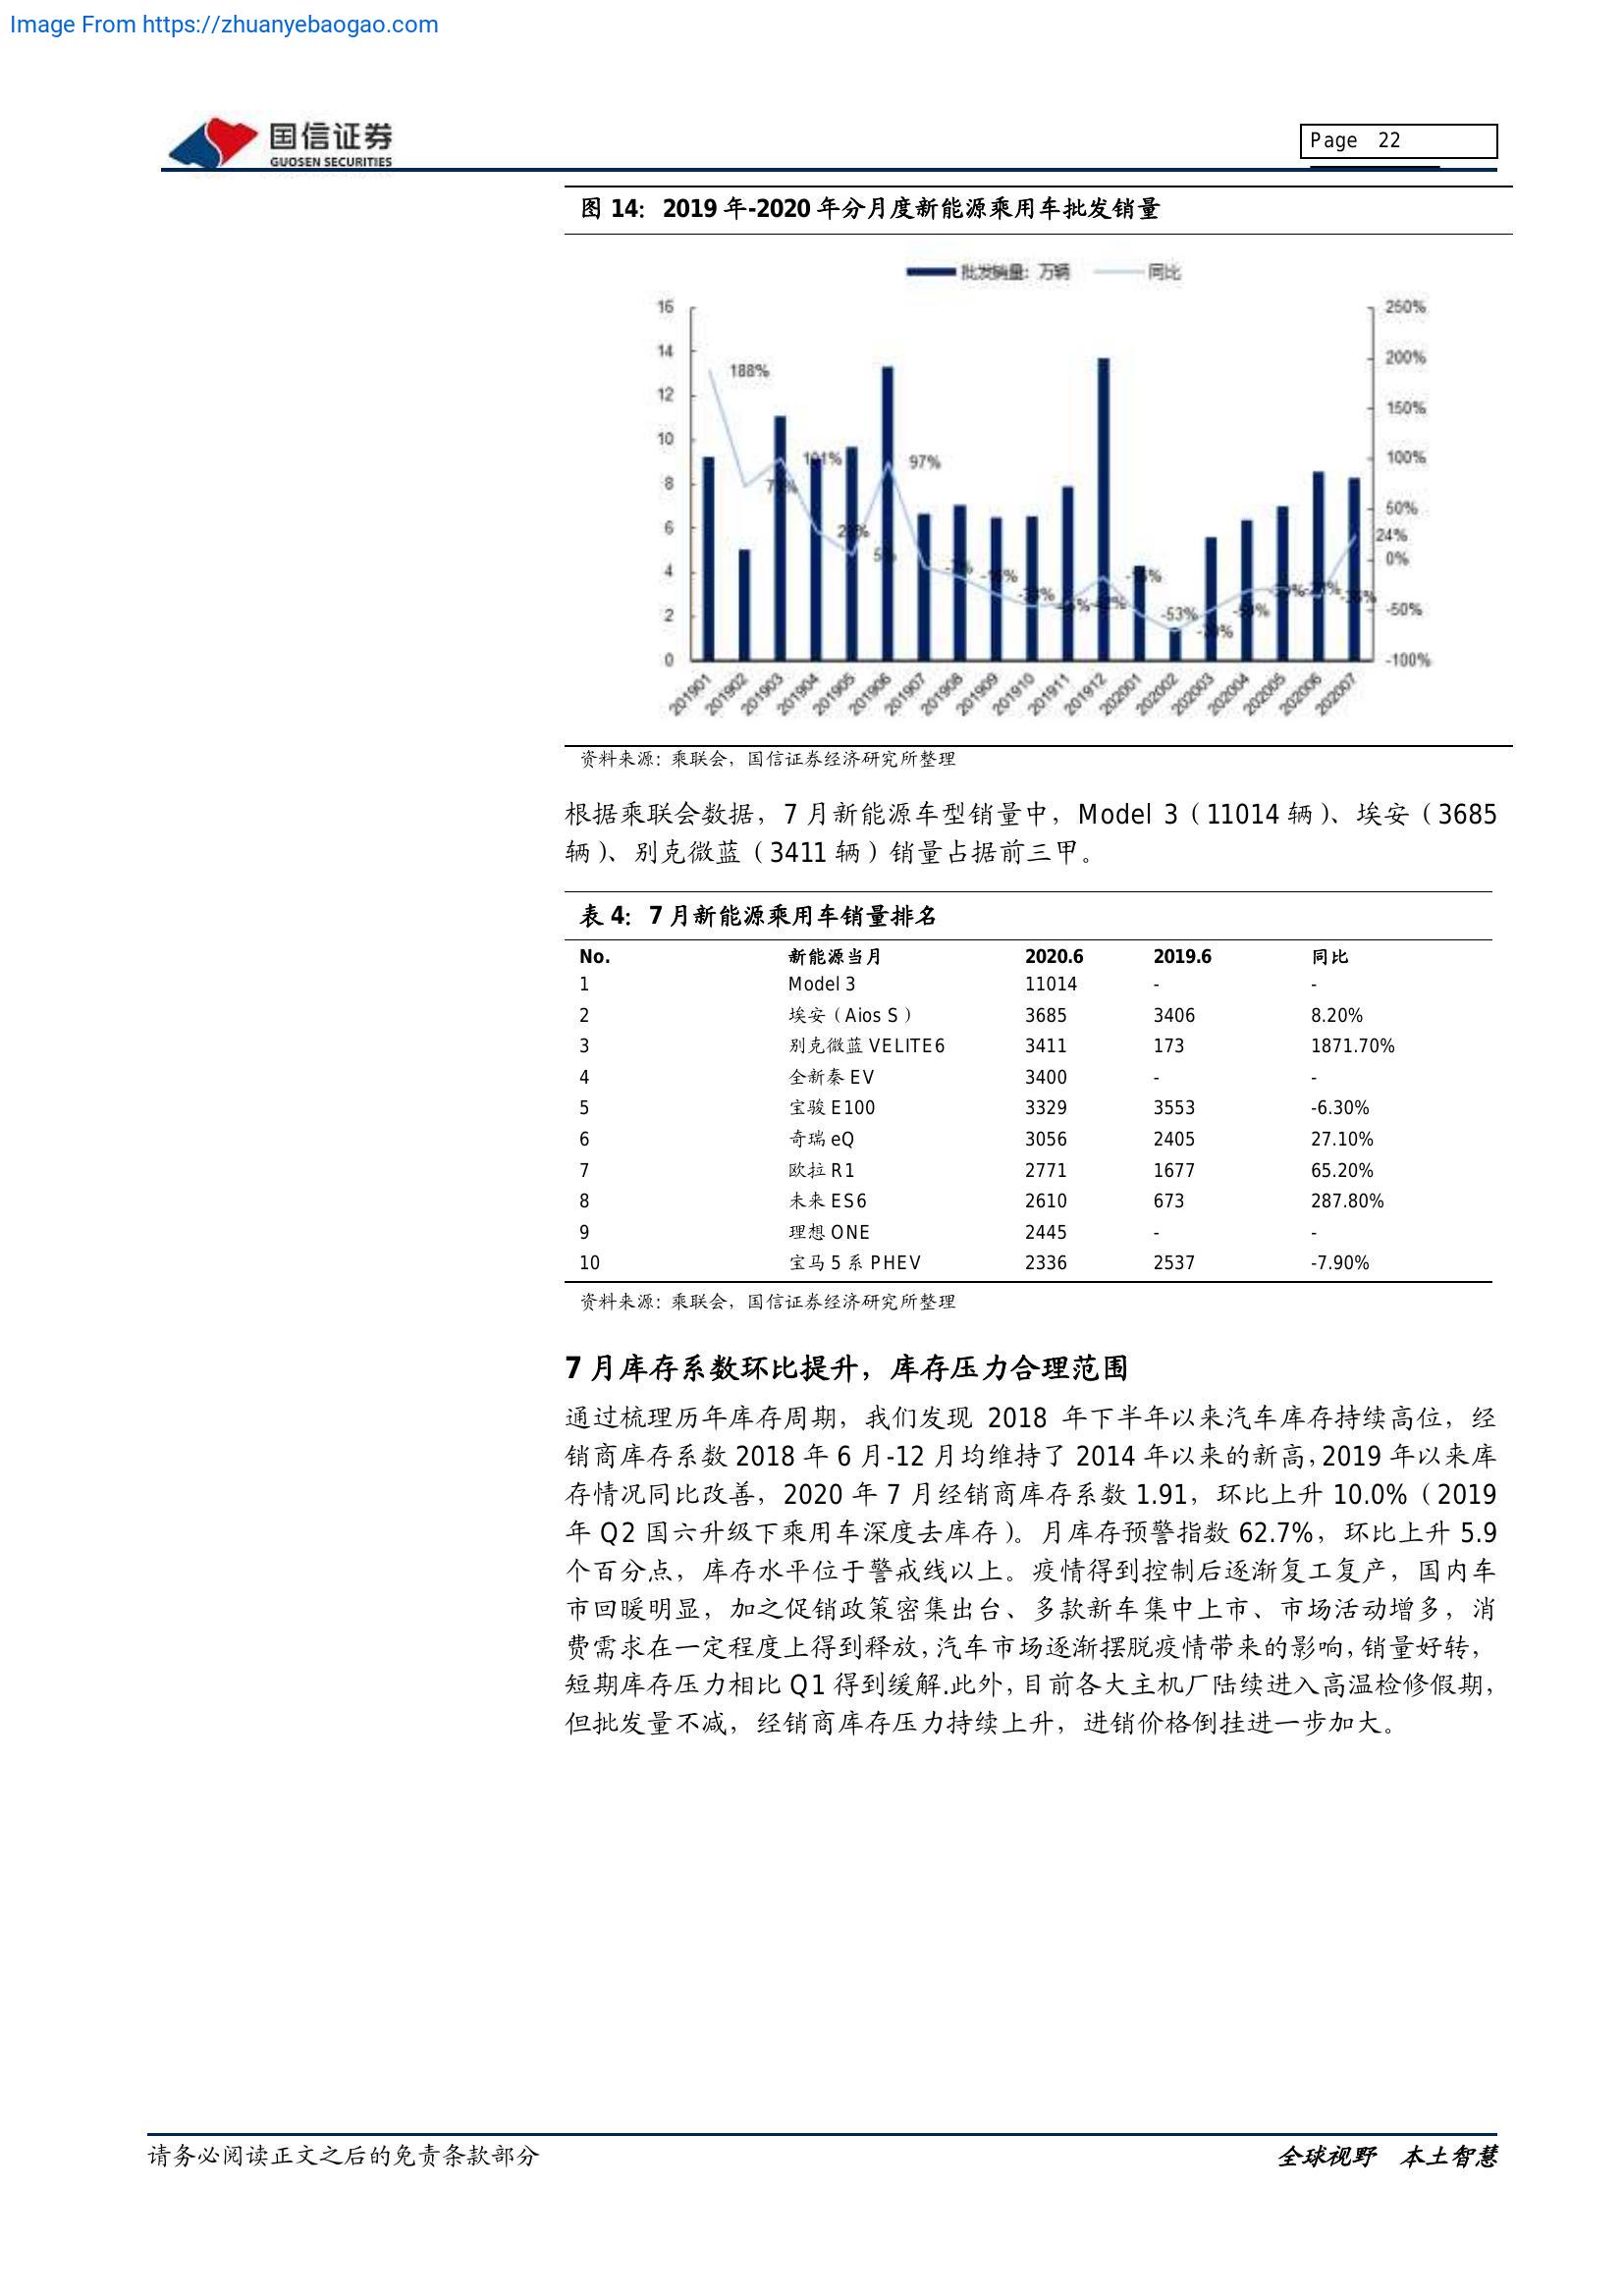 Image From https://zhuanyebaogao.com
国信证券
GUOSEN SECURITIES
Page 22
图 14： 2019 年-2020 年分月度新能源乘用车批发销量
批发销量：万辆 同比
16 250%
14 200%
188%
12 150%
10 100%
101% 97%
8 50%
6 24%
0%
4
2 -50%
-53%
0 -100%
201901 201902 201903 201904 201905 201906 201907 201908 201909 201910 201911 201912 202001 202002 202003 202004 202005 202006 202007
资料来源：乘联会，国信证券经济研究所整理
根据乘联会数据，7 月新能源车型销量中，Model 3（11014 辆）、埃安（3685
辆）、别克微蓝（3411 辆）销量占据前三甲。
表 4： 7 月新能源乘用车销量排名
No. 新能源当月 2020.6 2019.6 同比
1 Model 3 11014 - -
2 埃安（Aios S） 3685 3406 8.20%
3 别克微蓝 VELITE6 3411 173 1871.70%
4 全新秦 EV 3400 - -
5 宝骏 E100 3329 3553 -6.30%
6 奇瑞 eQ 3056 2405 27.10%
7 欧拉 R1 2771 1677 65.20%
8 未来 ES6 2610 673 287.80%
9 理想 ONE 2445 - -
10 宝马 5 系 PHEV 2336 2537 -7.90%
资料来源：乘联会，国信证券经济研究所整理
7 月库存系数环比提升，库存压力合理范围
通过梳理历年库存周期，我们发现 2018 年下半年以来汽车库存持续高位，经
销商库存系数 2018 年 6 月-12 月均维持了 2014 年以来的新高，2019 年以来库
存情况同比改善，2020 年 7 月经销商库存系数 1.91，环比上升 10.0%（2019
年 Q2 国六升级下乘用车深度去库存）。月库存预警指数 62.7%，环比上升 5.9
个百分点，库存水平位于警戒线以上。疫情得到控制后逐渐复工复产，国内车
市回暖明显，加之促销政策密集出台、多款新车集中上市、市场活动增多，消
费需求在一定程度上得到释放，汽车市场逐渐摆脱疫情带来的影响，销量好转，
短期库存压力相比 Q1 得到缓解.此外，目前各大主机厂陆续进入高温检修假期，
但批发量不减，经销商库存压力持续上升，进销价格倒挂进一步加大。
请务必阅读正文之后的免责条款部分
全球视野 本土智慧